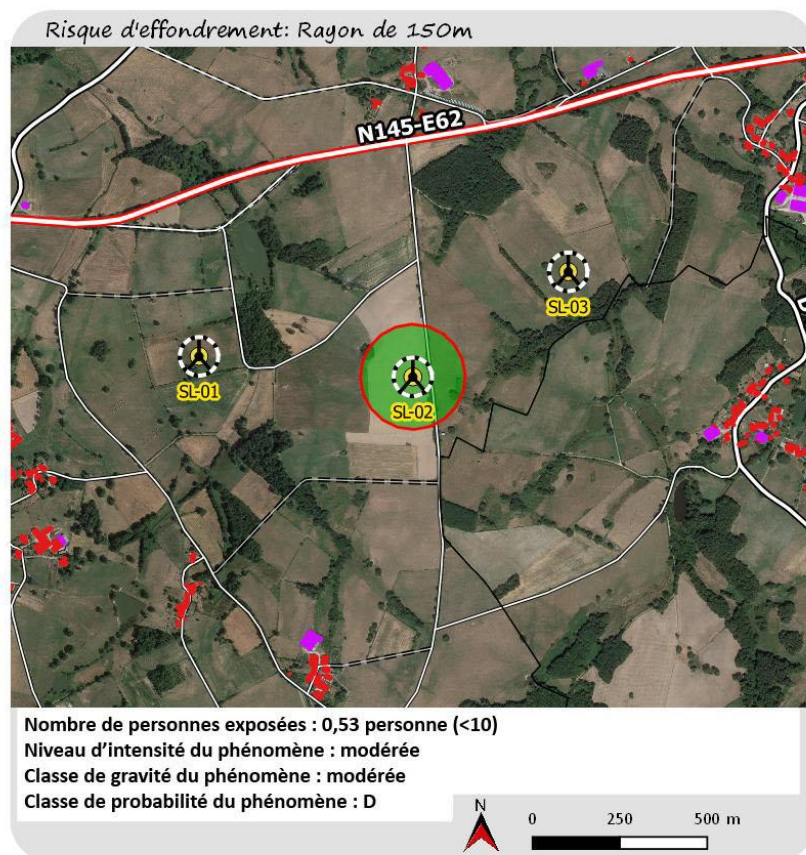 Risque d'effondrement: Rayon de 150m
N145-E62
SL-03
SL-01
SL-02
Nombre de personnes exposées : 0,53 personne (<10)
Niveau d’intensité du phénomène : modérée
Classe de gravité du phénomène : modérée
Classe de probabilité du phénomène : D
N
0 250 500 m